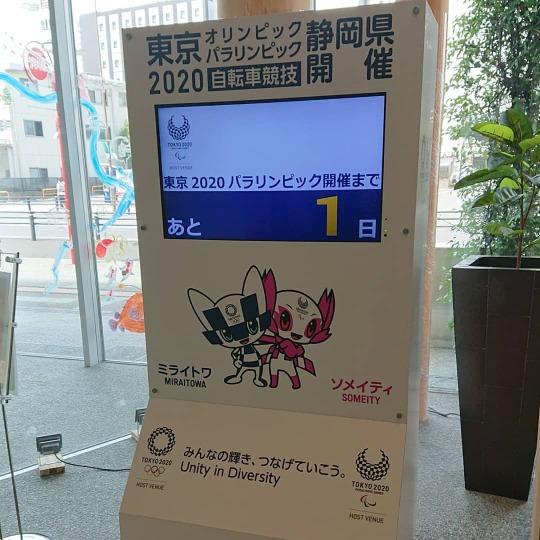 東京 オリンピック 静岡県
パラリンピック
2020 自転車競技 開催
TOKYO 2020
HOST VENUE
東京 2020 パラリンピック開催まで
あと 1 日
ミライトワ
MIRAITOWA
ソメイティ
SOMEITY
みんなの輝き、つなげていこう。
Unity in Diversity
TOKYO 2020
HOST VENUE
TOKYO 2020
HOST VENUE